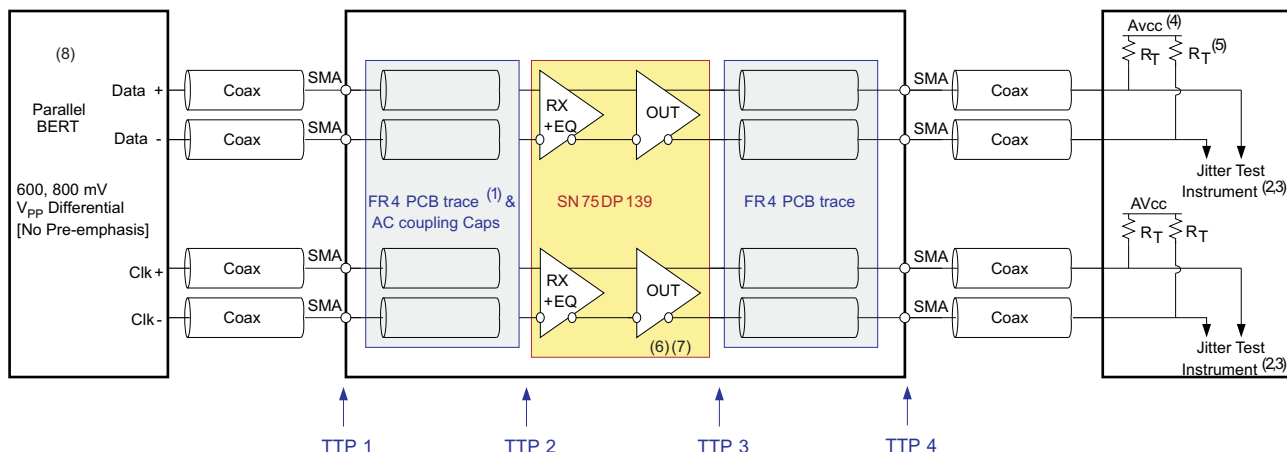 (8)
Parallel
BERT
600, 800 mV
VPP Differential
[No Pre-emphasis]
Data +
Data -
Clk+
Clk-
Coax
Coax
Coax
Coax
SMA
SMA
SMA
SMA
FR4 PCB trace (1) &
AC coupling Caps
RX
+EQ
OUT
SN75DP139
RX
+EQ
OUT
(6)(7)
FR4 PCB trace
SMA
SMA
SMA
SMA
Coax
Coax
Coax
Coax
Avcc (4)
RT
RT (5)
Jitter Test
Instrument (2,3)
AVcc
RT
RT
Jitter Test
Instrument (2,3)
TTP 1
TTP 2
TTP 3
TTP 4